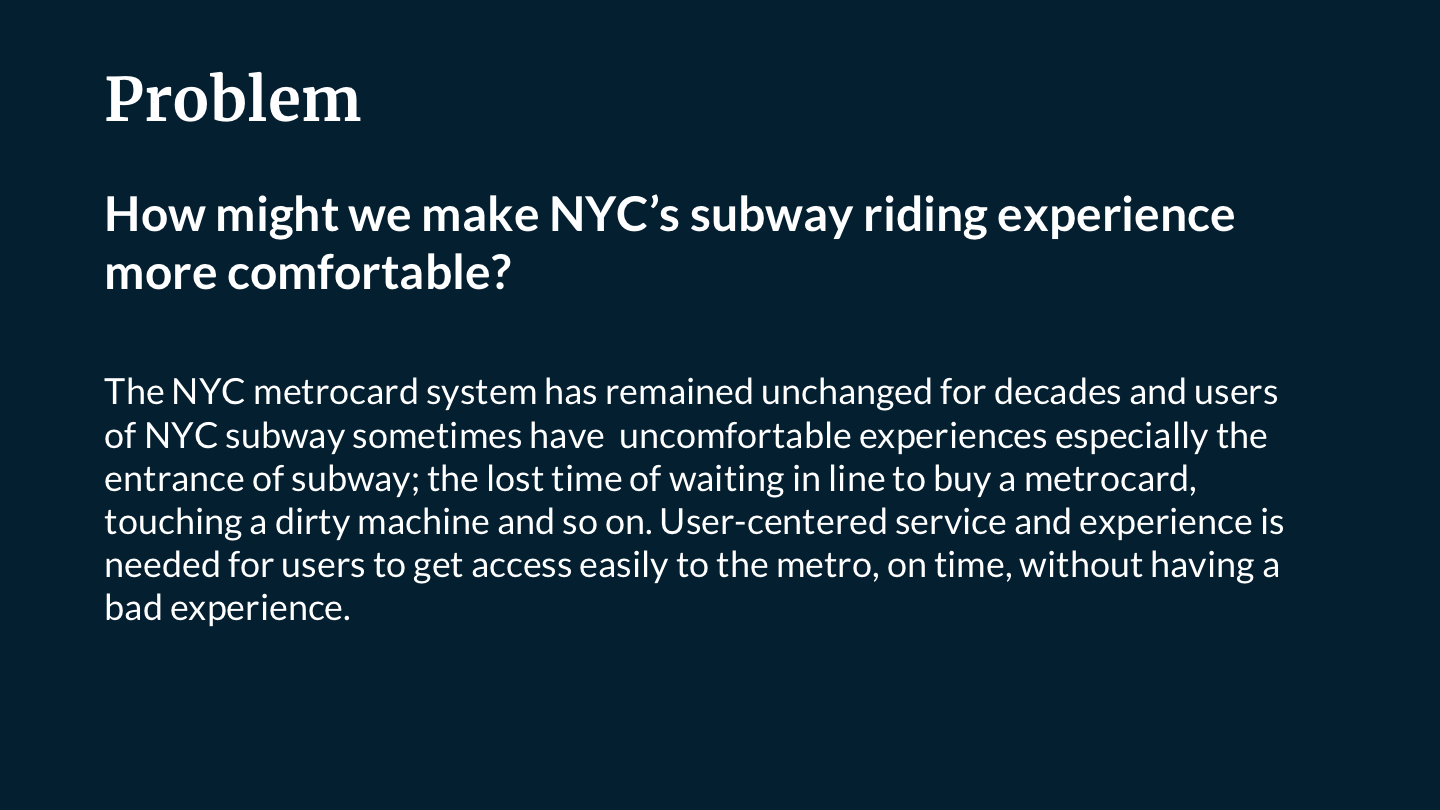 Problem
How might we make NYC’s subway riding experience
more comfortable?
The NYC metrocard system has remained unchanged for decades and users
of NYC subway sometimes have  uncomfortable experiences especially the
entrance of subway; the lost time of waiting in line to buy a metrocard,
touching a dirty machine and so on. User-centered service and experience is
needed for users to get access easily to the metro, on time, without having a
bad experience.